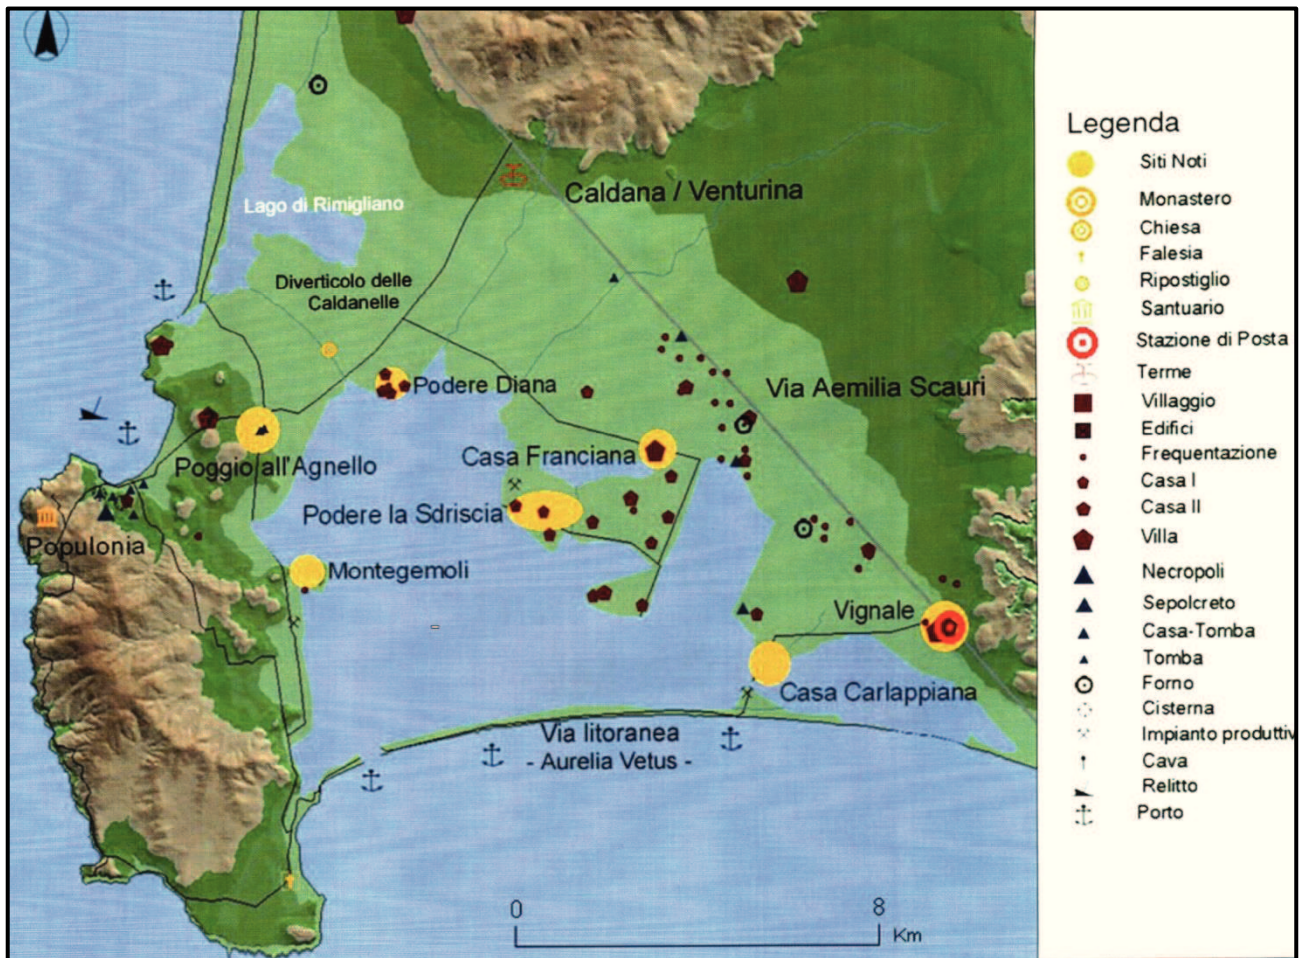 Lago di Rimigliano
Caldana / Venturina
Diverticolo delle
Caldanelle
Podere Diana
Via Aemilia Scauri
Poggio all'Agnello
Casa Franciana
Podere la Sdriscia
Populonia
Montegemoli
Vignale
Casa Carlappiana
Via litoranea
- Aurelia Vetus -
0 8
Km
Legenda
Siti Noti
Monastero
Chiesa
Falesia
Ripostiglio
Santuario
Stazione di Posta
Terme
Villaggio
Edifici
Frequentazione
Casa I
Casa II
Villa
Necropoli
Sepolcreto
Casa-Tomba
Tomba
Forno
Cisterna
Impianto produttiv
Cava
Relitto
Porto